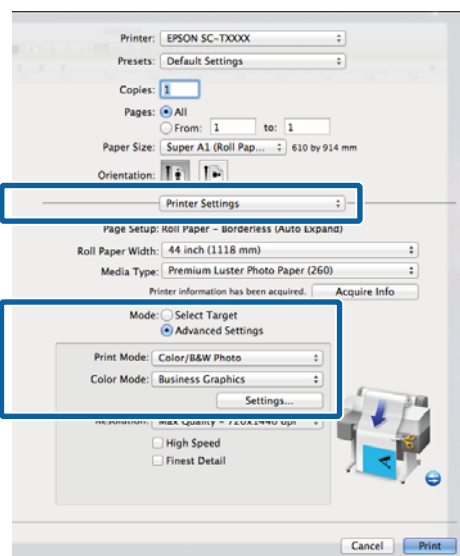 Printer: EPSON SC-TXXXX
Presets: Default Settings
Copies: 1
Pages: All
From: 1 to: 1
Paper Size: Super A1 (Roll Pap... 610 by 914 mm
Orientation:
Printer Settings
Page Setup: Roll Paper - Borderless (Auto Expand)
Roll Paper Width: 44 inch (1118 mm)
Media Type: Premium Luster Photo Paper (260)
Printer information has been acquired. Acquire Info
Mode: Select Target
Advanced Settings
Print Mode: Color/B&W Photo
Color Mode: Business Graphics
Settings...
Resolution: Max Quality - 720x1440 dpi
High Speed
Finest Detail
A
Cancel Print